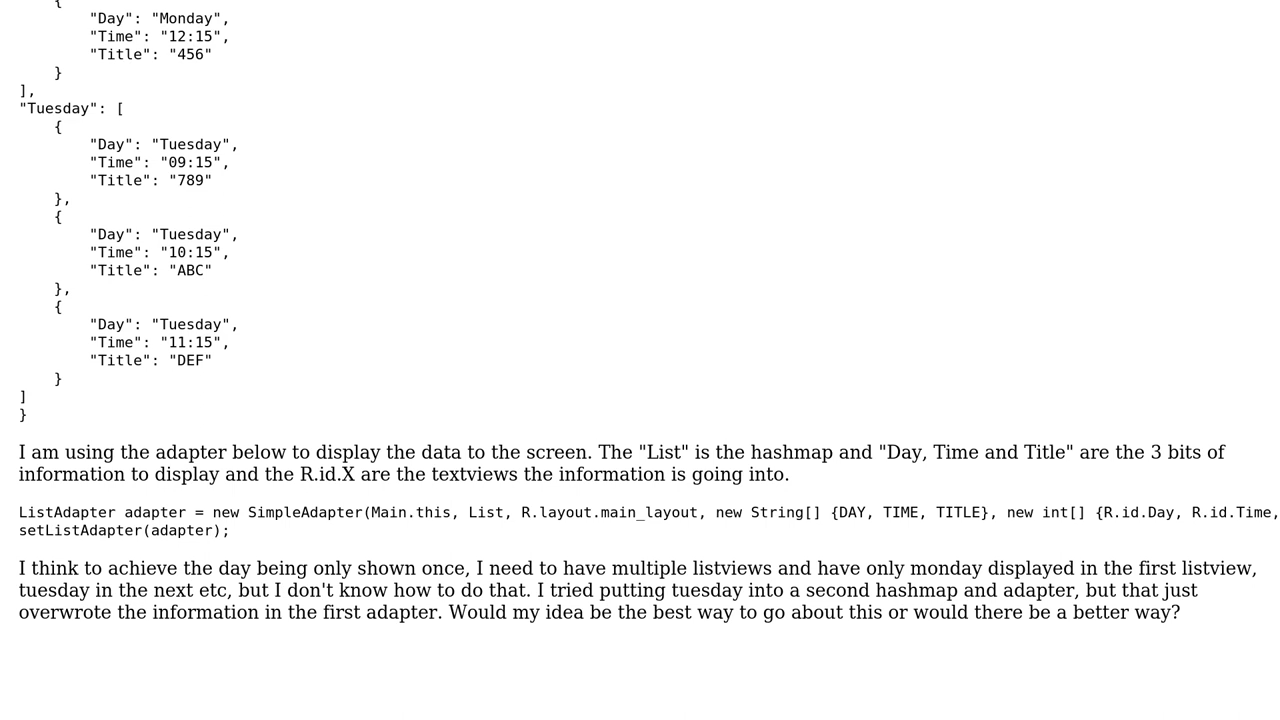 {
"Day": "Monday",
"Time": "12:15",
"Title": "456"
}
],
"Tuesday": [
{
"Day": "Tuesday",
"Time": "09:15",
"Title": "789"
},
{
"Day": "Tuesday",
"Time": "10:15",
"Title": "ABC"
},
{
"Day": "Tuesday",
"Time": "11:15",
"Title": "DEF"
}
]
}
I am using the adapter below to display the data to the screen. The "List" is the hashmap and "Day, Time and Title" are the 3 bits of
information to display and the R.id.X are the textviews the information is going into.
ListAdapter adapter = new SimpleAdapter(Main.this, List, R.layout.main_layout, new String[] {DAY, TIME, TITLE}, new int[] {R.id.Day, R.id.Time,
setListAdapter(adapter);
I think to achieve the day being only shown once, I need to have multiple listviews and have only monday displayed in the first listview,
tuesday in the next etc, but I don't know how to do that. I tried putting tuesday into a second hashmap and adapter, but that just
overwrote the information in the first adapter. Would my idea be the best way to go about this or would there be a better way?